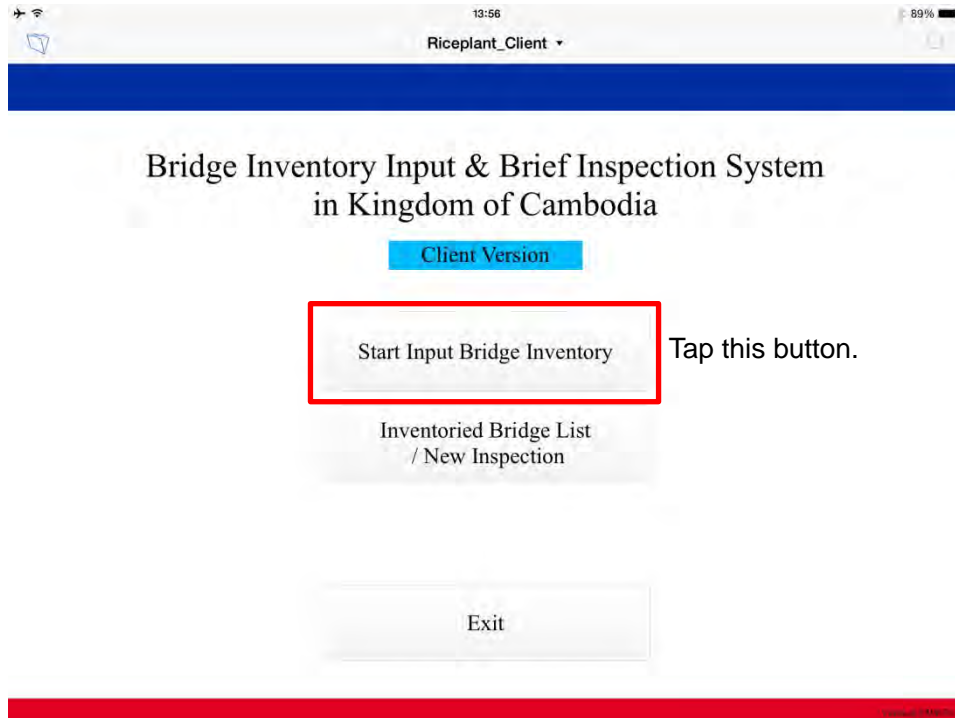 13:56
89%
Riceplant_Client
Bridge Inventory Input & Brief Inspection System
in Kingdom of Cambodia
Client Version
Start Input Bridge Inventory
Tap this button.
Inventoried Bridge List
/ New Inspection
Exit